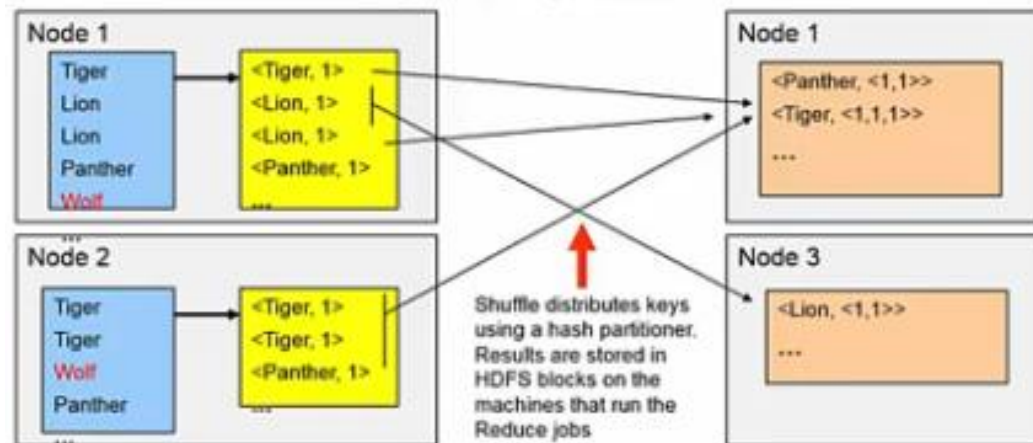 Node 1
Tiger
Lion
Lion
Panther
Wolf
...
<Tiger, 1>
<Lion, 1>
<Lion, 1>
<Panther, 1>
...
Node 2
Tiger
Tiger
Wolf
Panther
...
<Tiger, 1>
<Tiger, 1>
<Panther, 1>
...
Shuffle distributes keys
using a hash partitioner.
Results are stored in
HDFS blocks on the
machines that run the
Reduce jobs
Node 1
<Panther, <1,1>>
<Tiger, <1,1,1>>
...
Node 3
<Lion, <1,1>>
...